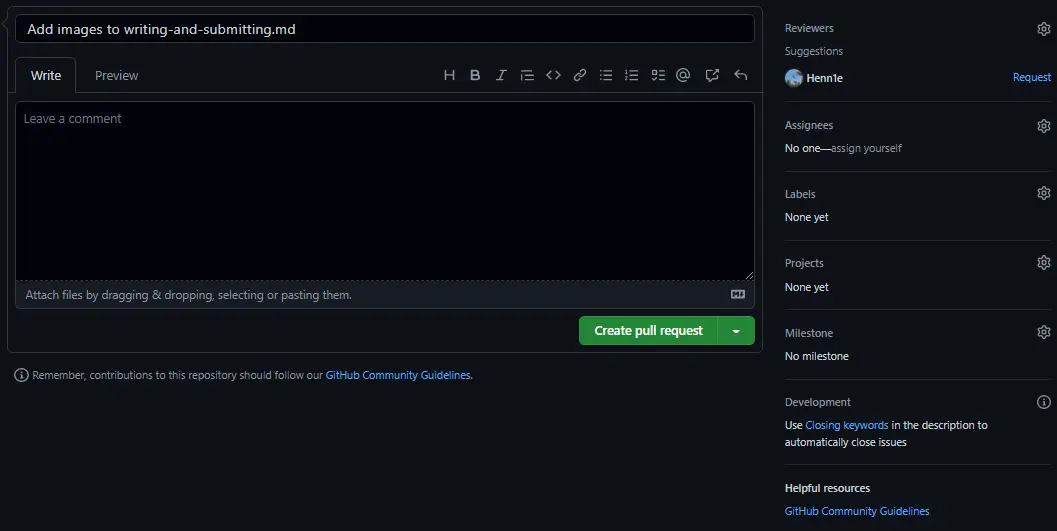 Add images to writing-and-submitting.md
Write Preview
Leave a comment
Attach files by dragging & dropping, selecting or pasting them.
Create pull request
Remember, contributions to this repository should follow our GitHub Community Guidelines.
Reviewers
Suggestions
Henn1e Request
Assignees
No one—assign yourself
Labels
None yet
Projects
None yet
Milestone
No milestone
Development
Use Closing keywords in the description to
automatically close issues
Helpful resources
GitHub Community Guidelines